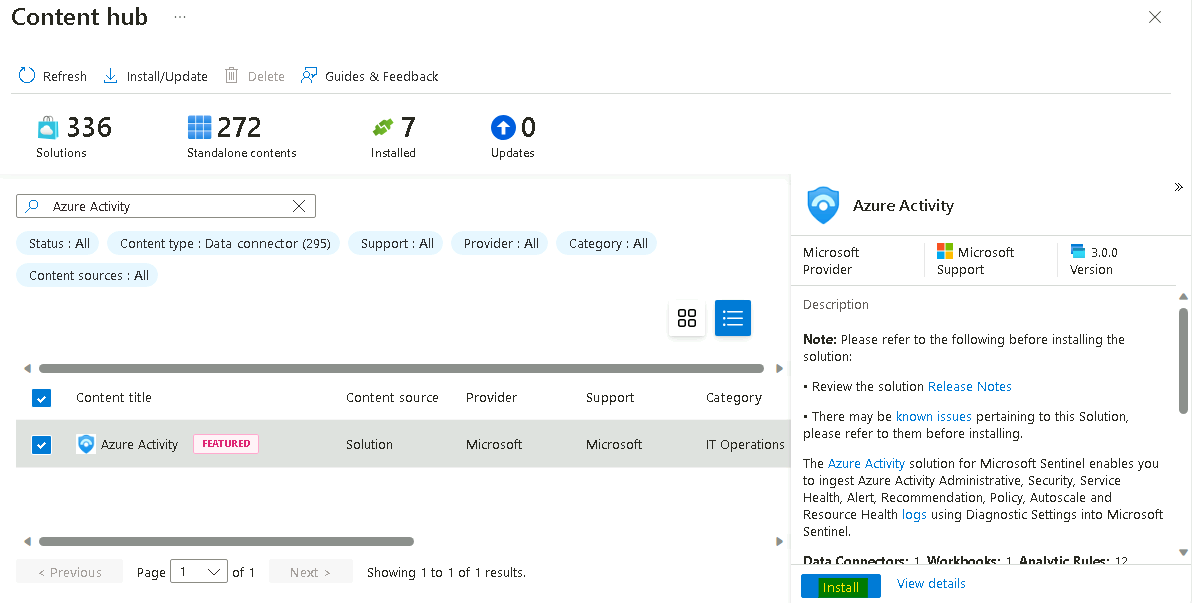 Content hub ...
Refresh Install/Update Delete Guides & Feedback
336 272 7 0
Solutions Standalone contents Installed Updates
Azure Activity
Status : All Content type : Data connector (295) Support : All Provider : All Category : All
Content sources : All
Content title Content source Provider Support Category
Azure Activity FEATURED Solution Microsoft Microsoft IT Operations
< Previous Page 1 of 1 Next > Showing 1 to 1 of 1 results.
Azure Activity
Microsoft Microsoft 3.0.0
Provider Support Version
Description
Note: Please refer to the following before installing the
solution:
• Review the solution Release Notes
• There may be known issues pertaining to this Solution,
please refer to them before installing.
The Azure Activity solution for Microsoft Sentinel enables you
to ingest Azure Activity Administrative, Security, Service
Health, Alert, Recommendation, Policy, Autoscale and
Resource Health logs using Diagnostic Settings into Microsoft
Sentinel.
Data Connectors: 1, Workbooks: 1, Analytic Rules: 12,
Install View details